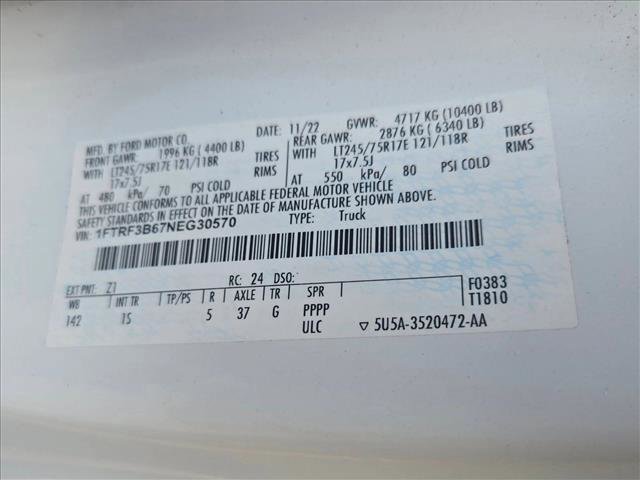 MFD. BY FORD MOTOR CO.
DATE: 11/22 GVWR: 4717 KG (10400 LB)
FRONT GAWR: 1996 KG (4400 LB) REAR GAWR: 2876 KG (6340 LB)
WITH LT245/75R17E 121/118R TIRES WITH LT245/75R17E 121/118R TIRES
17x7.5J RIMS 17x7.5J RIMS
AT 480 kPa/ 70 PSI COLD AT 550 kPa/ 80 PSI COLD
THIS VEHICLE CONFORMS TO ALL APPLICABLE FEDERAL MOTOR VEHICLE
SAFETY STANDARDS IN EFFECT ON THE DATE OF MANUFACTURE SHOWN ABOVE.
VIN: 1FTRF3B67NEG30570 TYPE: Truck
EXT PNT: Z1 RC: 24 DSO: F0383
WB INT TR TP/PS R AXLE TR SPR T1810
142 IS 5 37 G PPPP
ULC ▽ 5U5A-3520472-AA